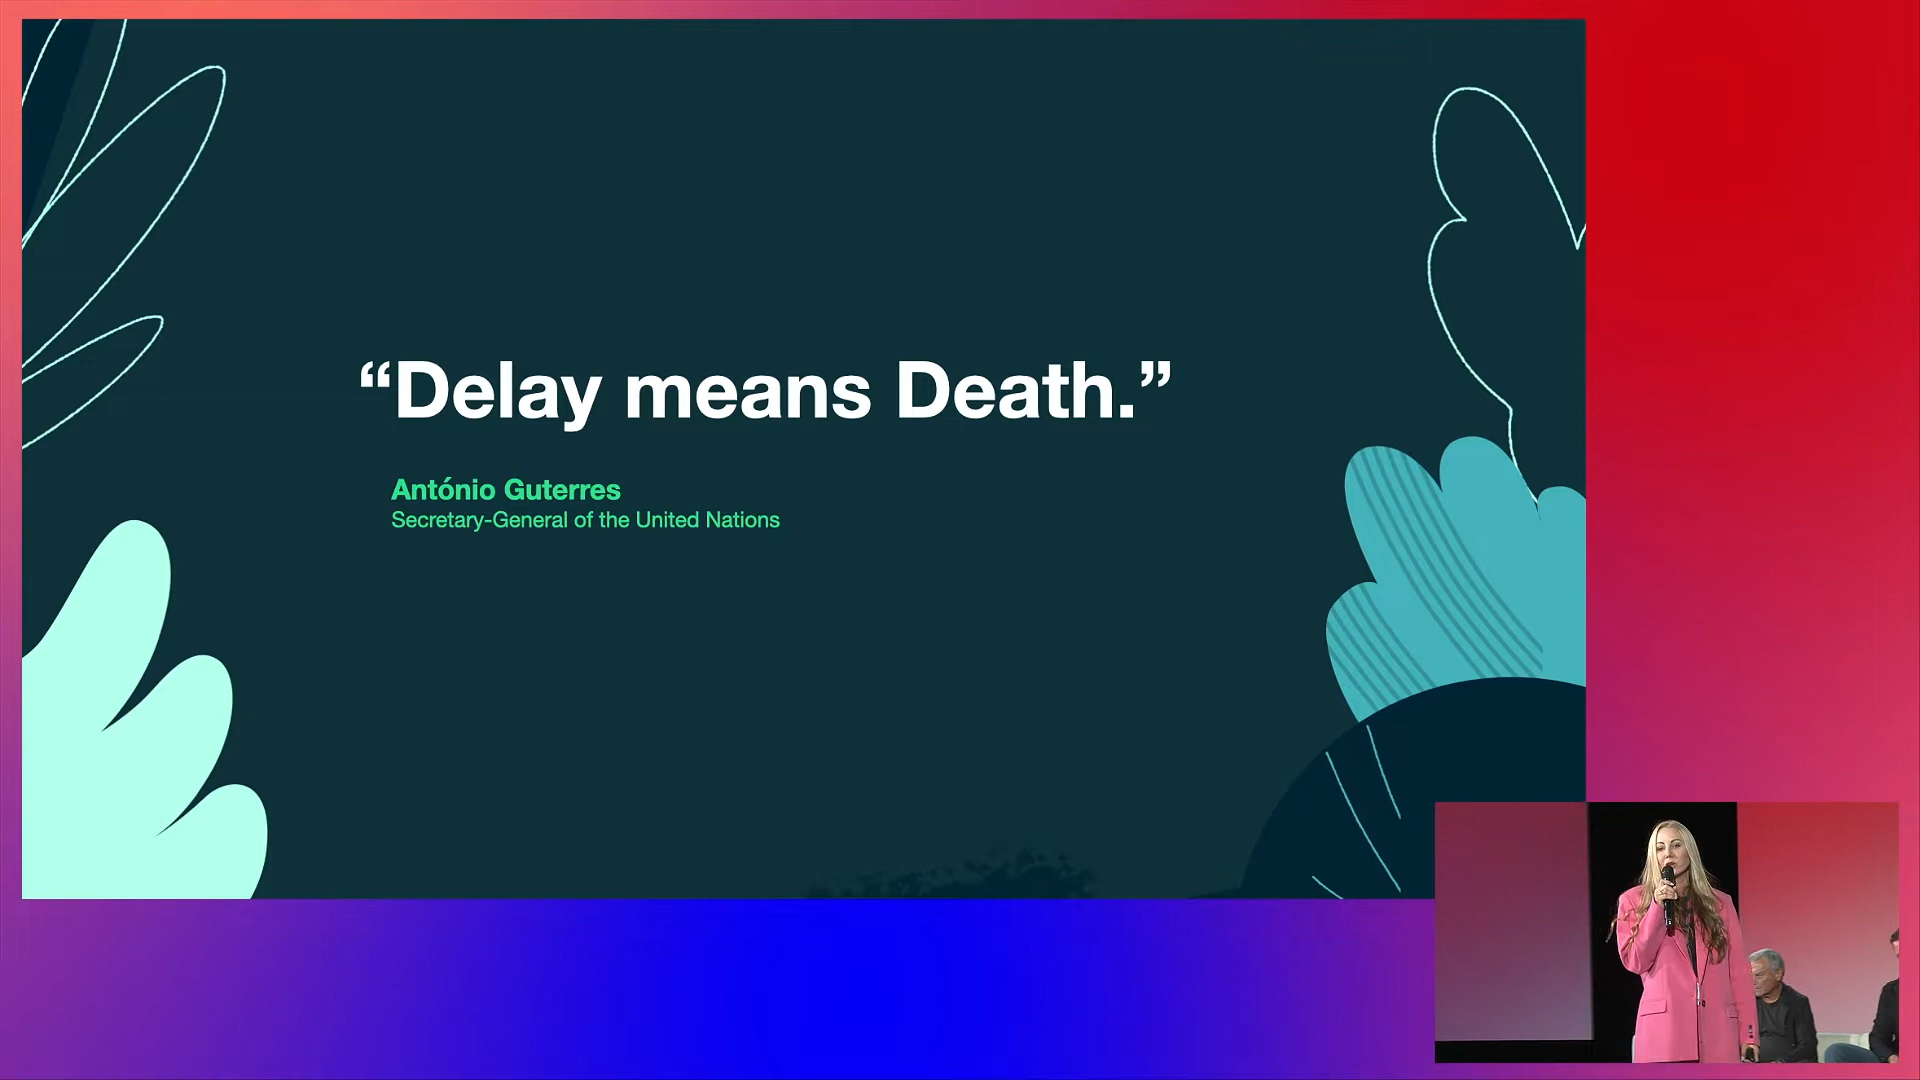 “Delay means Death.”
António Guterres
Secretary-General of the United Nations